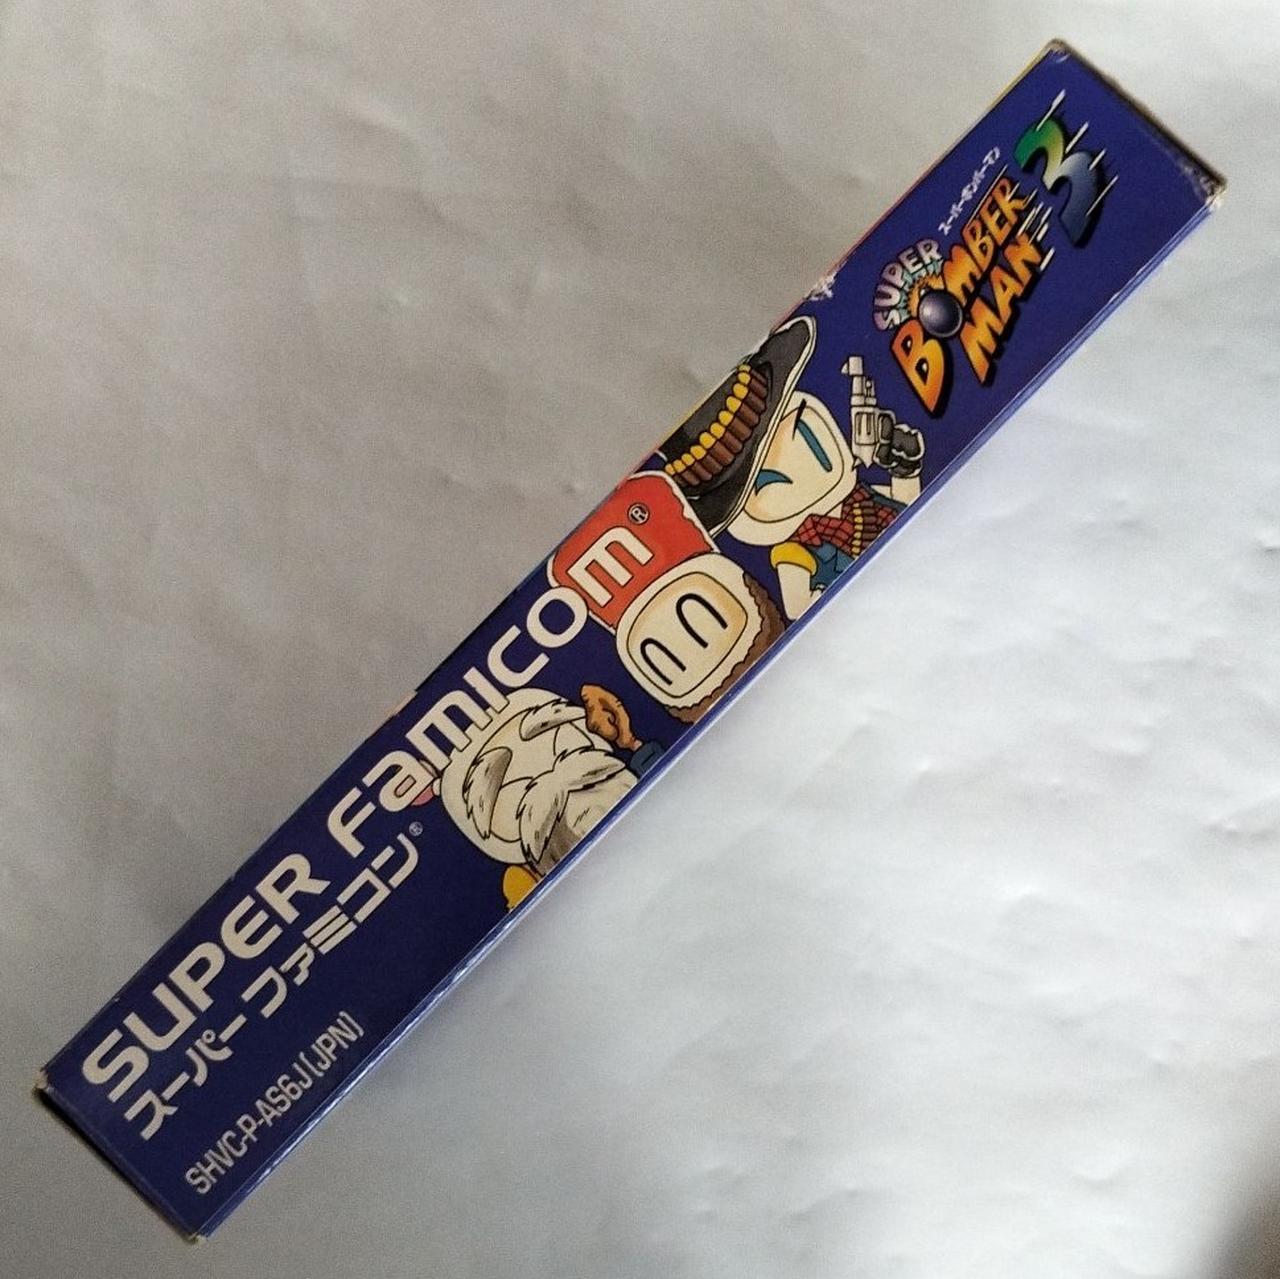 SUPER Famicom®
スーパーファミコン®
SHVC-P-AS6J(JPN)
スーパーボンバーマン
SUPER
BOMBER
MAN 3